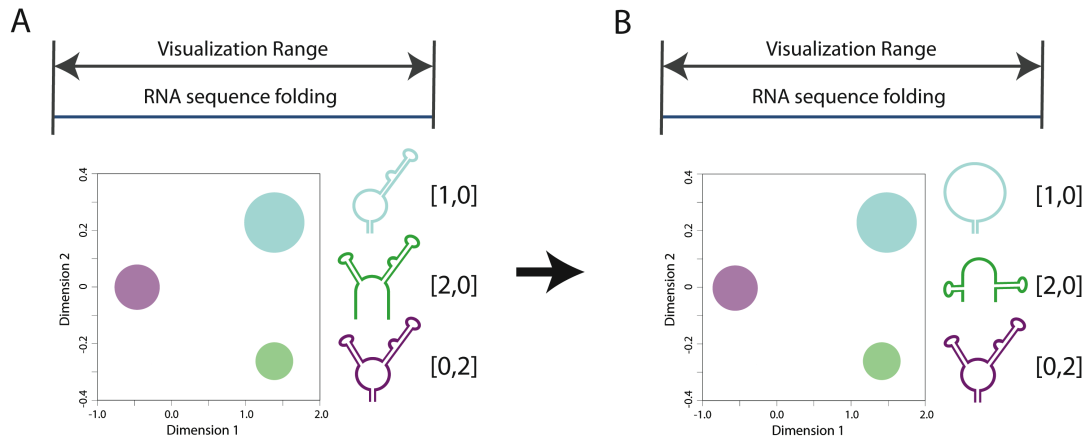 A
Visualization Range
RNA sequence folding
0.4
0.2
0
-0.2
-0.4
Dimension 2
-1.0 0.0 1.0 2.0
Dimension 1
[1,0]
[2,0]
[0,2]
B
Visualization Range
RNA sequence folding
0.4
0.2
0
-0.2
-0.4
Dimension 2
-1.0 0.0 1.0 2.0
Dimension 1
[1,0]
[2,0]
[0,2]